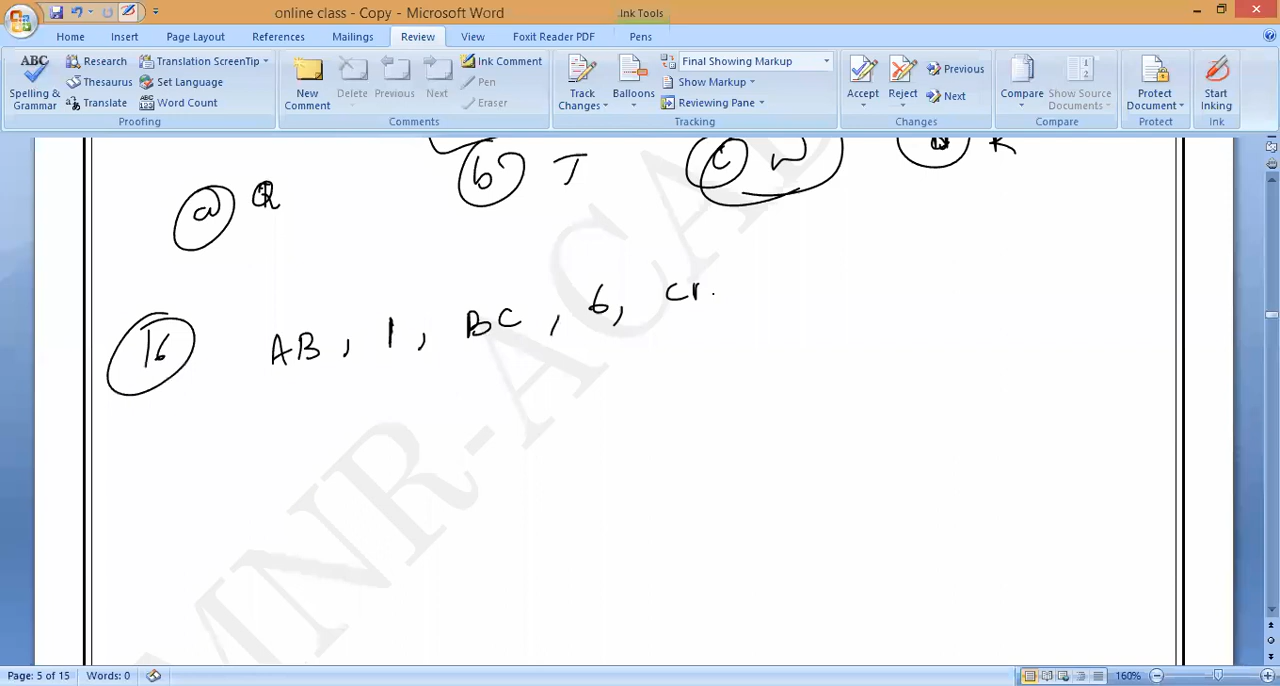 online class - Copy - Microsoft Word
Ink Tools
Home Insert Page Layout References Mailings Review View Foxit Reader PDF Pens
ABC
Spelling & Grammar
Research
Thesaurus
Translate
Translation ScreenTip
Set Language
Word Count
Proofing
New Comment
Delete
Previous
Next
Ink Comment
Pen
Eraser
Comments
Track Changes
Balloons
Final Showing Markup
Show Markup
Reviewing Pane
Tracking
Accept
Reject
Previous
Next
Changes
Compare
Show Source Documents
Compare
Protect Document
Protect
Start Inking
Ink
b T
c W
a
16 AB, 1, BC, 6,
MNR-ACA
Page: 5 of 15 Words: 0 160%